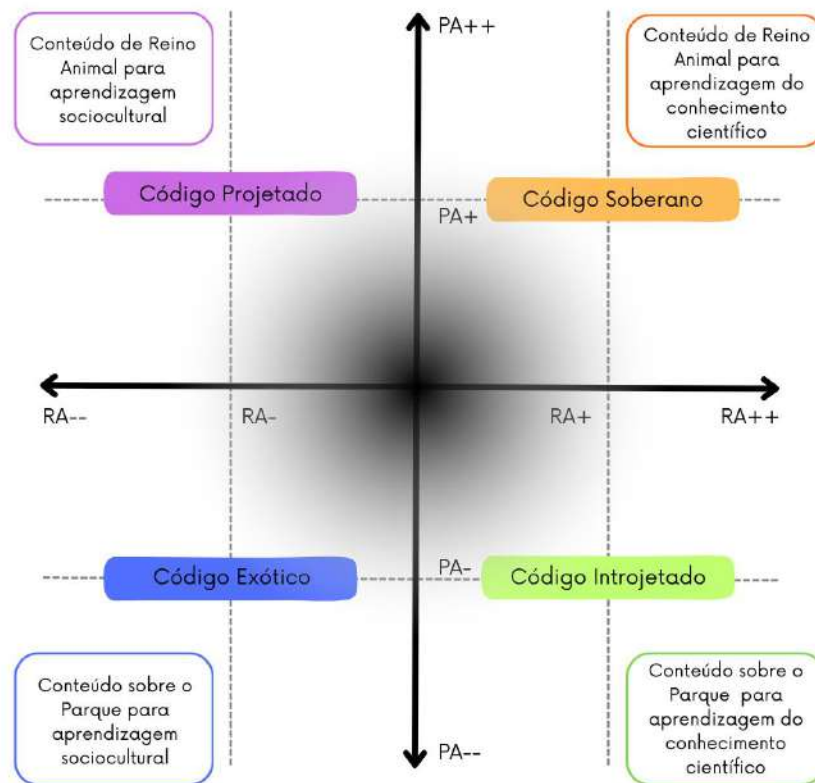 Conteúdo de Reino
Animal para
aprendizagem
sociocultural
PA++
Conteúdo de Reino
Animal para
aprendizagem do
conhecimento
científico
Código Projetado
PA+
Código Soberano
RA--
RA-
RA+
RA++
Código Exótico
PA-
Código Introjetado
Conteúdo sobre o
Parque para
aprendizagem
sociocultural
PA--
Conteúdo sobre o
Parque para
aprendizagem do
conhecimento
científico